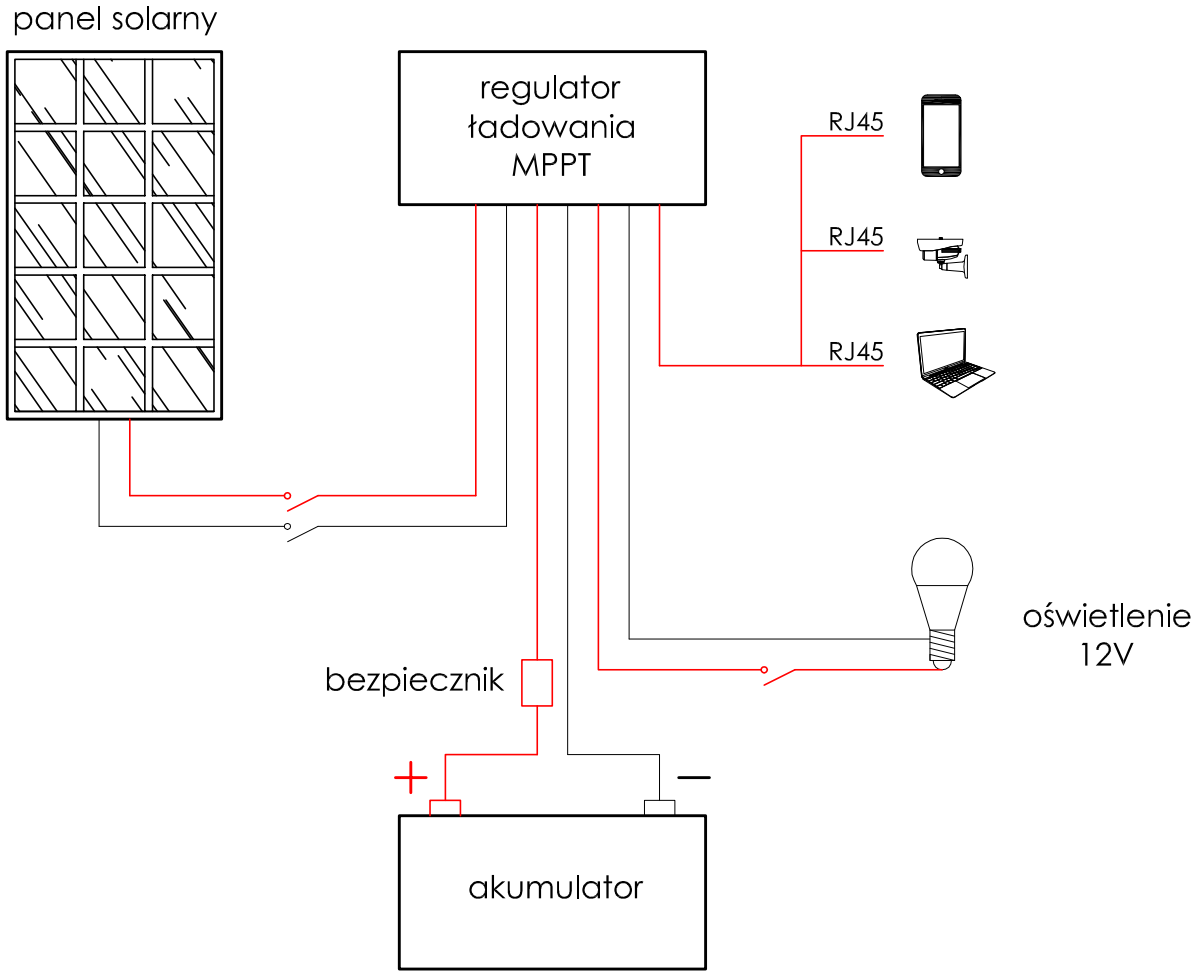 panel solarny
regulator
ładowania
MPPT
RJ45
RJ45
RJ45
oświetlenie
12V
bezpiecznik
+
—
akumulator